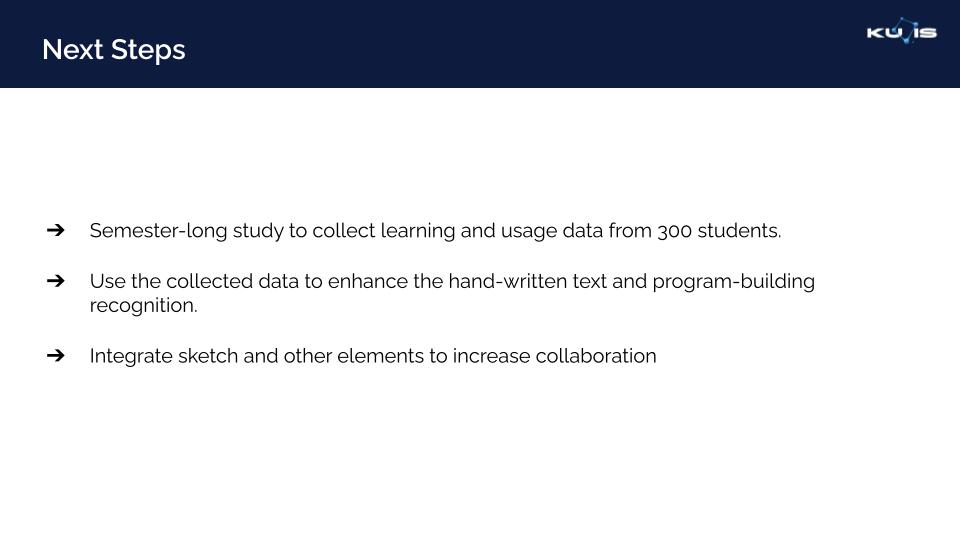 Next Steps
KUIS
➔ Semester-long study to collect learning and usage data from 300 students.
➔ Use the collected data to enhance the hand-written text and program-building
recognition.
➔ Integrate sketch and other elements to increase collaboration